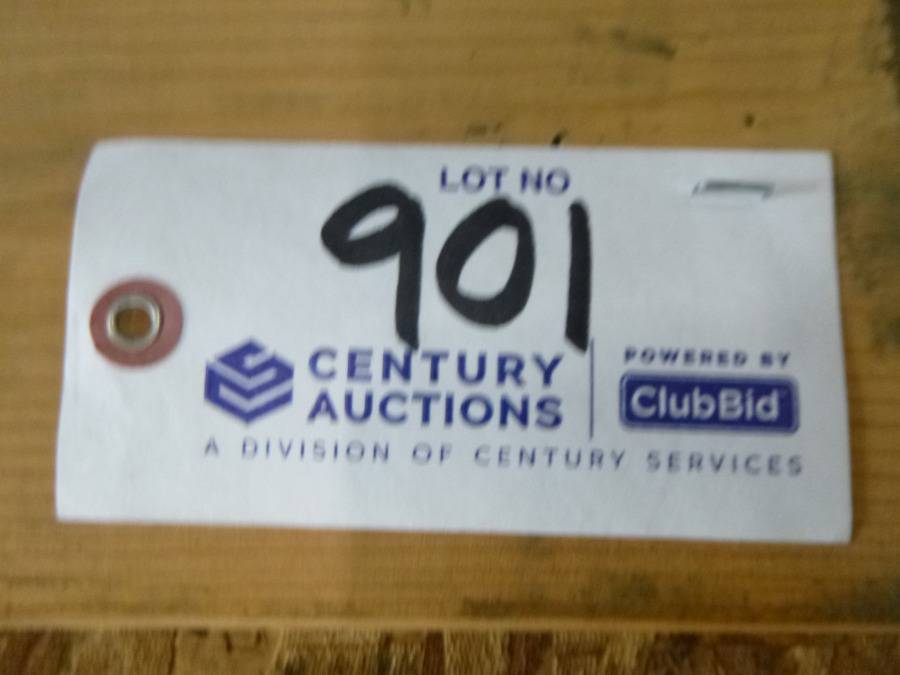 LOT NO
901
CENTURY
AUCTIONS
POWERED BY
ClubBid
A DIVISION OF CENTURY SERVICES